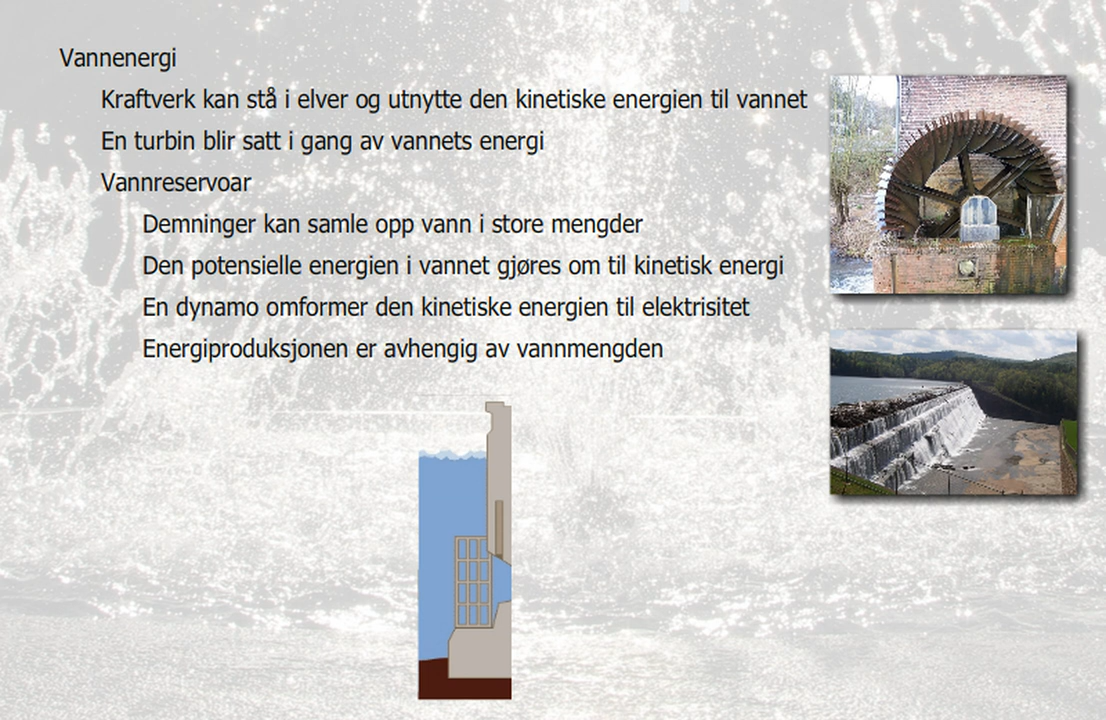 Vannenergi
Kraftverk kan stå i elver og utnytte den kinetiske energien til vannet
En turbin blir satt i gang av vannets energi
Vannreservoar
Demninger kan samle opp vann i store mengder
Den potensielle energien i vannet gjøres om til kinetisk energi
En dynamo omformer den kinetiske energien til elektrisitet
Energiproduksjonen er avhengig av vannmengden